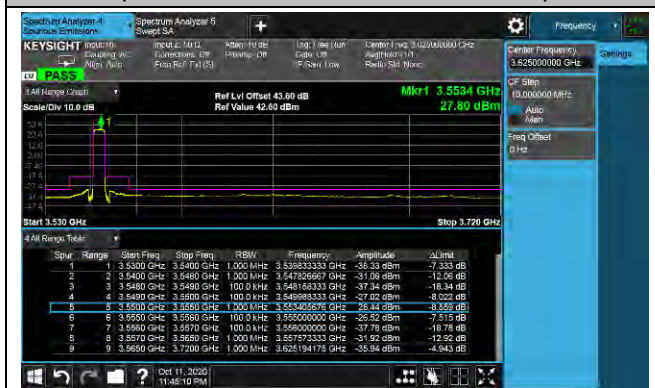 Spectrum Analyzer 4
Spurious Emissions
Spectrum Analyzer 5
Swept SA
+
Frequency
KEYSIGHT Input: RF
Coupling: AC
Align: Auto
Input Z: 50 Ω
Corrections: Off
Freq Ref: Ext (S)
Atten: 10 dB
Preamp: Off
Trig: Free Run
Gate: Off
IF Gain: Low
Center Freq: 3.625000000 GHz
Radio Std: None
Center Frequency
3.625000000 GHz
Settings
CF Step
10.000000 MHz
Auto
Man
Freq Offset
0 Hz
LV PASS
3 All Range Graph
Scale/Div 10.0 dB
Ref Lvl Offset 43.60 dB
Ref Value 42.60 dBm
Mkr1 3.5534 GHz
27.80 dBm
1
Start 3.530 GHz
Stop 3.720 GHz
4 All Range Table
Spur Range Start Freq Stop Freq RBW Frequency Amplitude ΔLimit
1 1 3.5300 GHz 3.5400 GHz 1.000 MHz 3.539833333 GHz -38.33 dBm -7.333 dB
2 2 3.5400 GHz 3.5480 GHz 1.000 MHz 3.547826667 GHz -31.06 dBm -12.06 dB
3 3 3.5480 GHz 3.5490 GHz 100.0 kHz 3.548168333 GHz -37.34 dBm -18.34 dB
4 4 3.5490 GHz 3.5500 GHz 100.0 kHz 3.549988333 GHz -27.02 dBm -8.022 dB
5 5 3.5500 GHz 3.5550 GHz 1.000 MHz 3.553405676 GHz 28.44 dBm -8.559 dB
6 6 3.5550 GHz 3.5560 GHz 100.0 kHz 3.555000000 GHz -26.52 dBm -7.515 dB
7 7 3.5560 GHz 3.5570 GHz 100.0 kHz 3.556000000 GHz -37.78 dBm -18.78 dB
8 8 3.5570 GHz 3.5650 GHz 1.000 MHz 3.557573333 GHz -31.92 dBm -12.92 dB
9 9 3.5650 GHz 3.7200 GHz 1.000 MHz 3.625194175 GHz -35.94 dBm -4.943 dB
?
Oct 11, 2020
11:45:10 PM